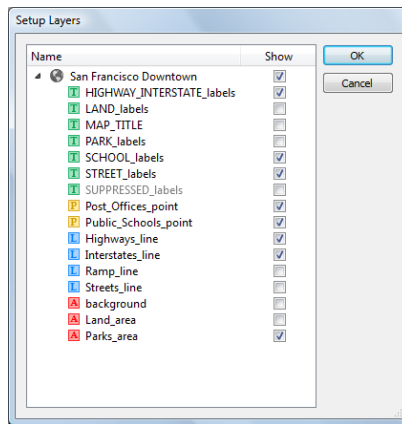 Setup Layers
Name Show
San Francisco Downtown
T HIGHWAY_INTERSTATE_labels
T LAND_labels
T MAP_TITLE
T PARK_labels
T SCHOOL_labels
T STREET_labels
T SUPPRESSED_labels
P Post_Offices_point
P Public_Schools_point
L Highways_line
L Interstates_line
L Ramp_line
L Streets_line
A background
A Land_area
A Parks_area
OK
Cancel